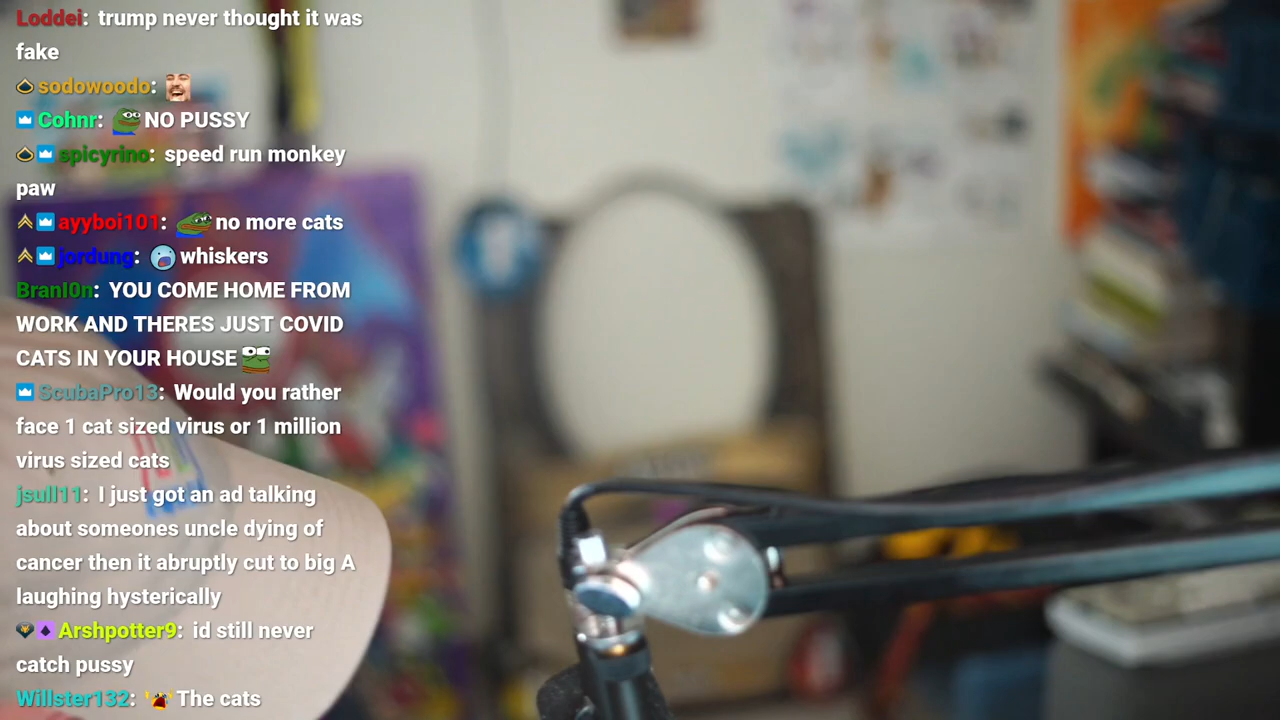 Loddei: trump never thought it was
fake
sodowoodo:
Cohnr: NO PUSSY
spicyrino: speed run monkey
paw
ayyboi101: no more cats
jordung: whiskers
Branl0n: YOU COME HOME FROM
WORK AND THERES JUST COVID
CATS IN YOUR HOUSE
ScubaPro13: Would you rather
face 1 cat sized virus or 1 million
virus sized cats
jsull11: I just got an ad talking
about someones uncle dying of
cancer then it abruptly cut to big A
laughing hysterically
Arshpotter9: id still never
catch pussy
Willster132: The cats